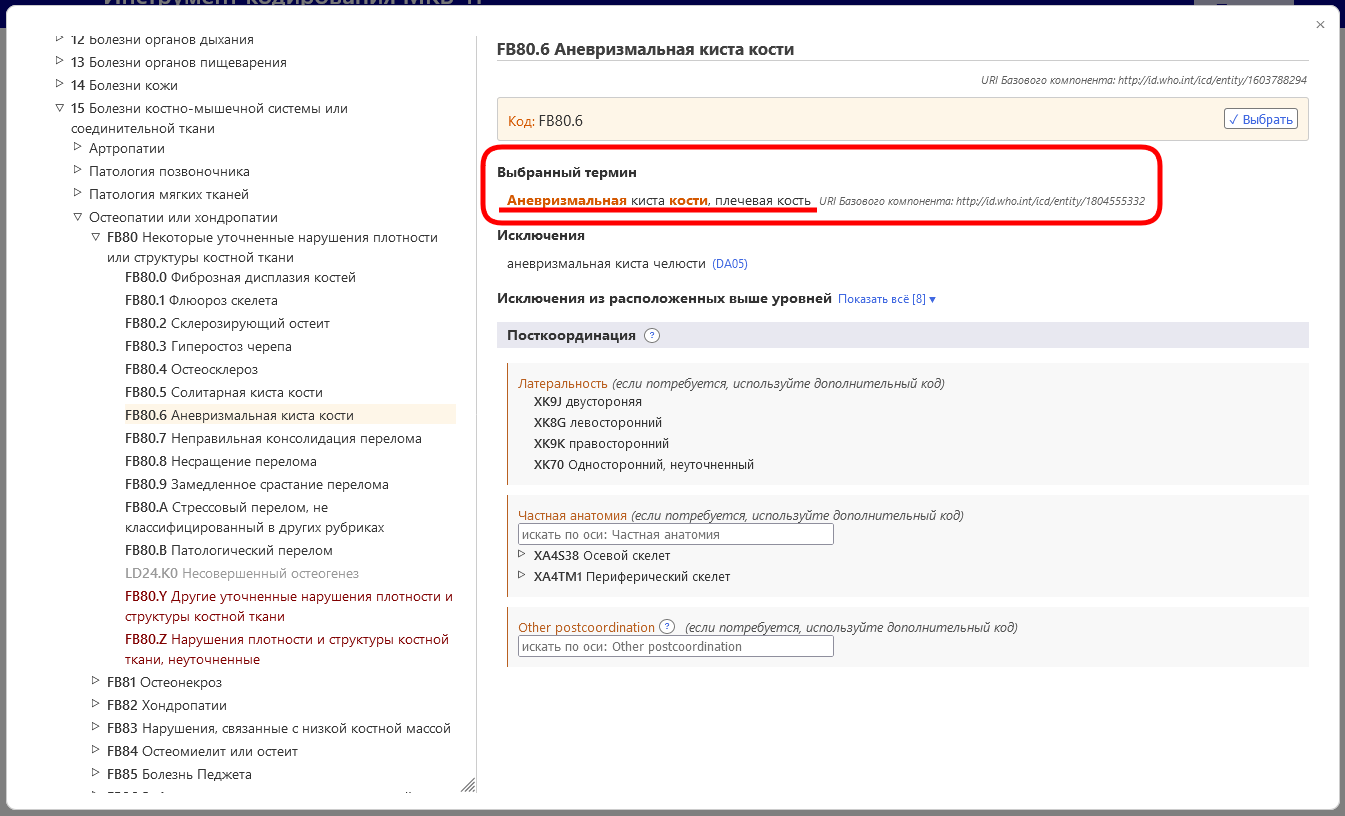 12 Болезни органов дыхания
13 Болезни органов пищеварения
14 Болезни кожи
15 Болезни костно-мышечной системы или
соединительной ткани
Артропатии
Патология позвоночника
Патология мягких тканей
Остеопатии или хондропатии
FB80 Некоторые уточненные нарушения плотности
или структуры костной ткани
FB80.0 Фиброзная дисплазия костей
FB80.1 Флюороз скелета
FB80.2 Склерозирующий остеит
FB80.3 Гиперостоз черепа
FB80.4 Остеосклероз
FB80.5 Солитарная киста кости
FB80.6 Аневризмальная киста кости
FB80.7 Неправильная консолидация перелома
FB80.8 Несращение перелома
FB80.9 Замедленное срастание перелома
FB80.A Стрессовый перелом, не
классифицированный в других рубриках
FB80.B Патологический перелом
LD24.K0 Несовершенный остеогенез
FB80.Y Другие уточненные нарушения плотности и
структуры костной ткани
FB80.Z Нарушения плотности и структуры костной
ткани, неуточненные
FB81 Остеонекроз
FB82 Хондропатии
FB83 Нарушения, связанные с низкой костной массой
FB84 Остеомиелит или остеит
FB85 Болезнь Педжета
FB80.6 Аневризмальная киста кости
URI Базового компонента: http://id.who.int/icd/entity/1603788294
Код: FB80.6
✓ Выбрать
Выбранный термин
Аневризмальная киста кости, плечевая кость URI Базового компонента: http://id.who.int/icd/entity/1804555332
Исключения
аневризмальная киста челюсти (DA05)
Исключения из расположенных выше уровней Показать всё [8] ▾
Посткоординация ?
Латеральность (если потребуется, используйте дополнительный код)
XK9J двустороняя
XK8G левосторонний
XK9K правосторонний
XK70 Односторонний, неуточненный
Частная анатомия (если потребуется, используйте дополнительный код)
искать по оси: Частная анатомия
XA4S38 Осевой скелет
XA4TM1 Периферический скелет
Other postcoordination ? (если потребуется, используйте дополнительный код)
искать по оси: Other postcoordination